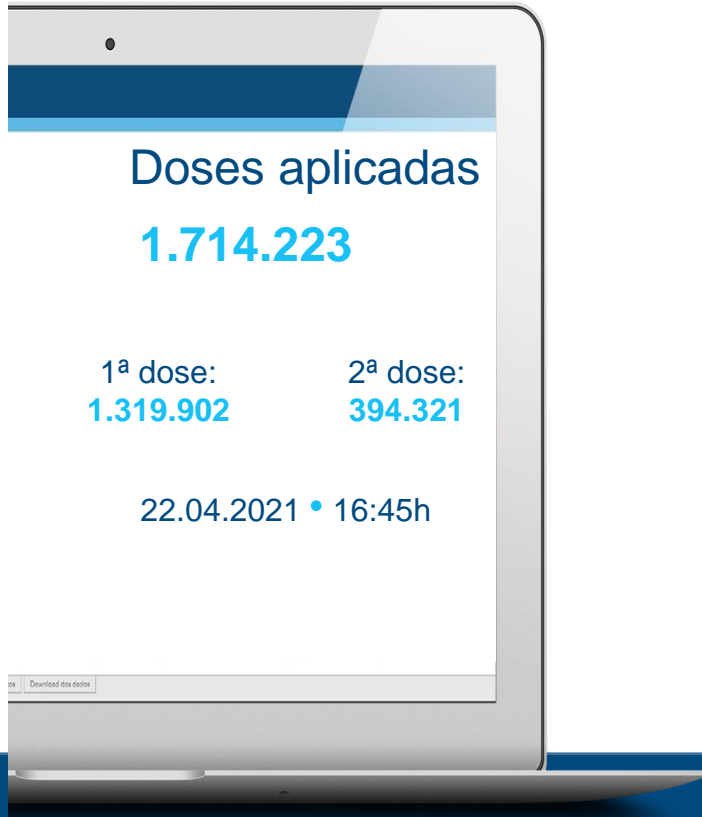 Doses aplicadas
1.714.223
1ª dose: 2ª dose:
1.319.902 394.321
22.04.2021 • 16:45h
Download dos dados